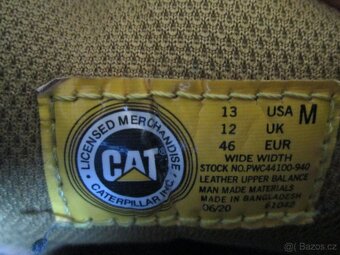 LICENSED MERCHANDISE
CAT
CATERPILLAR INC.
13 USA M
12 UK
46 EUR
WIDE WIDTH
STOCK NO.PWC44100-940
LEATHER UPPER BALANCE
MAN MADE MATERIALS
MADE IN BANGLADESH
06/20 61042
bazos.cz